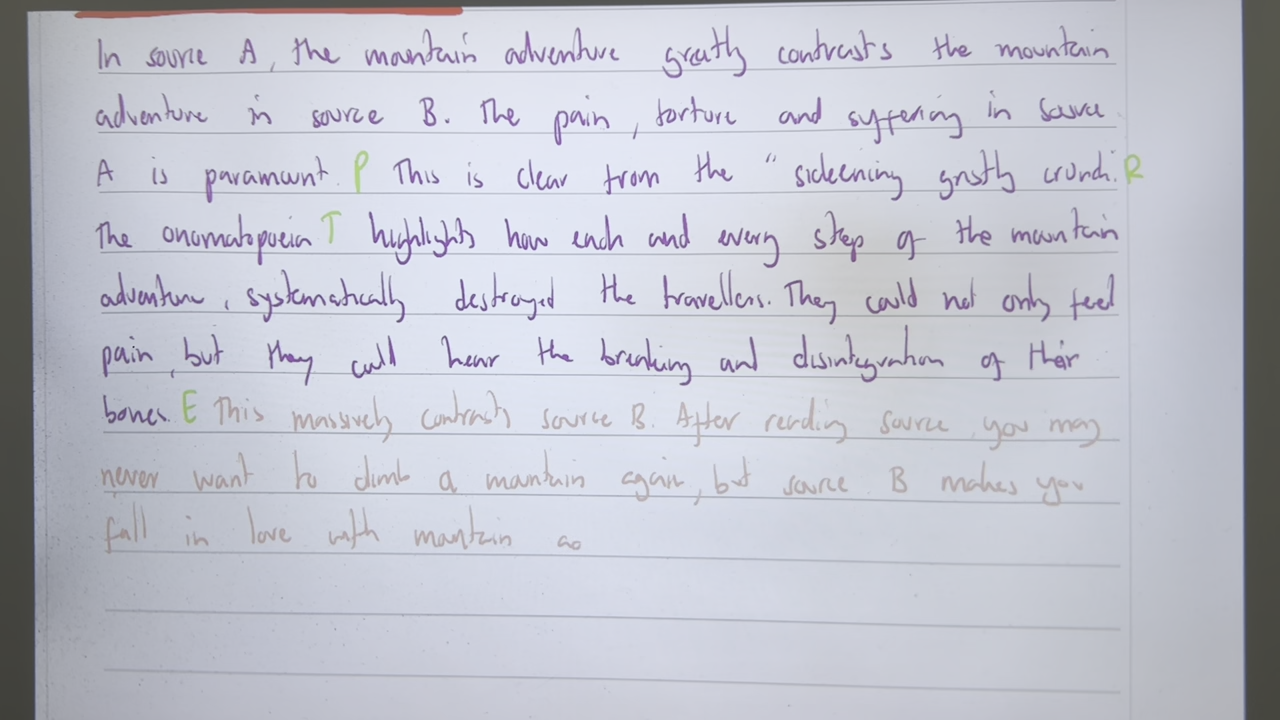 In source A, the mountain adventure greatly contrasts the mountain
adventure in source B. The pain, torture and suffering in source
A is paramount. P This is clear from the "sickening gristly crunch." R
The onomatopoeia T highlights how each and every step of the mountain
adventure, systematically destroyed the travellers. They could not only feel
pain, but they could hear the breaking and disintegration of their
bones. E This massively contrasts source B. After reading source, you may
never want to climb a mountain again, but source B makes you
fall in love with mountain ao